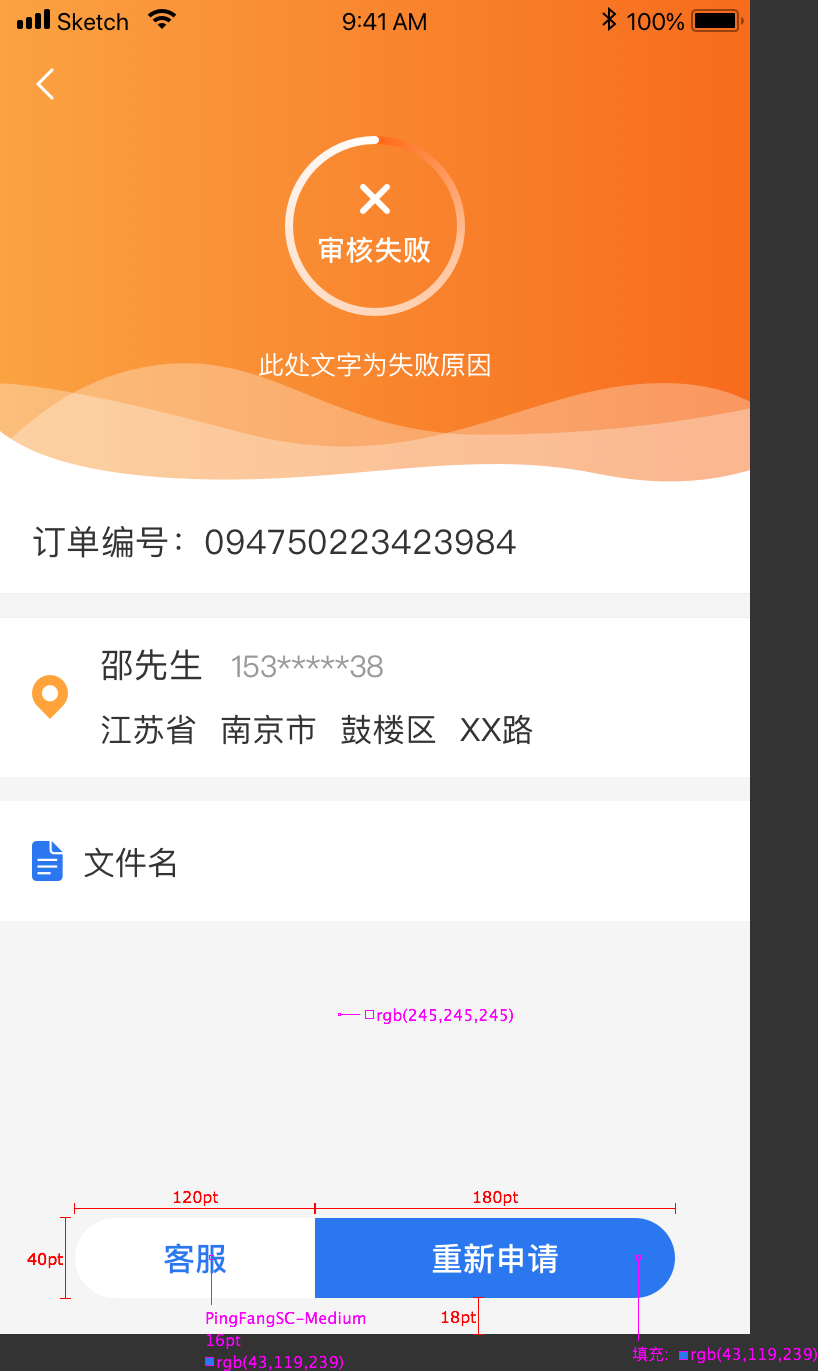 Sketch 9:41 AM 100%
审核失败
此处文字为失败原因
订单编号：094750223423984
邵先生 153*****38
江苏省 南京市 鼓楼区 XX路
文件名
rgb(245,245,245)
120pt 180pt
40pt 客服 重新申请
PingFangSC-Medium 18pt
16pt
rgb(43,119,239) 填充: rgb(43,119,239)